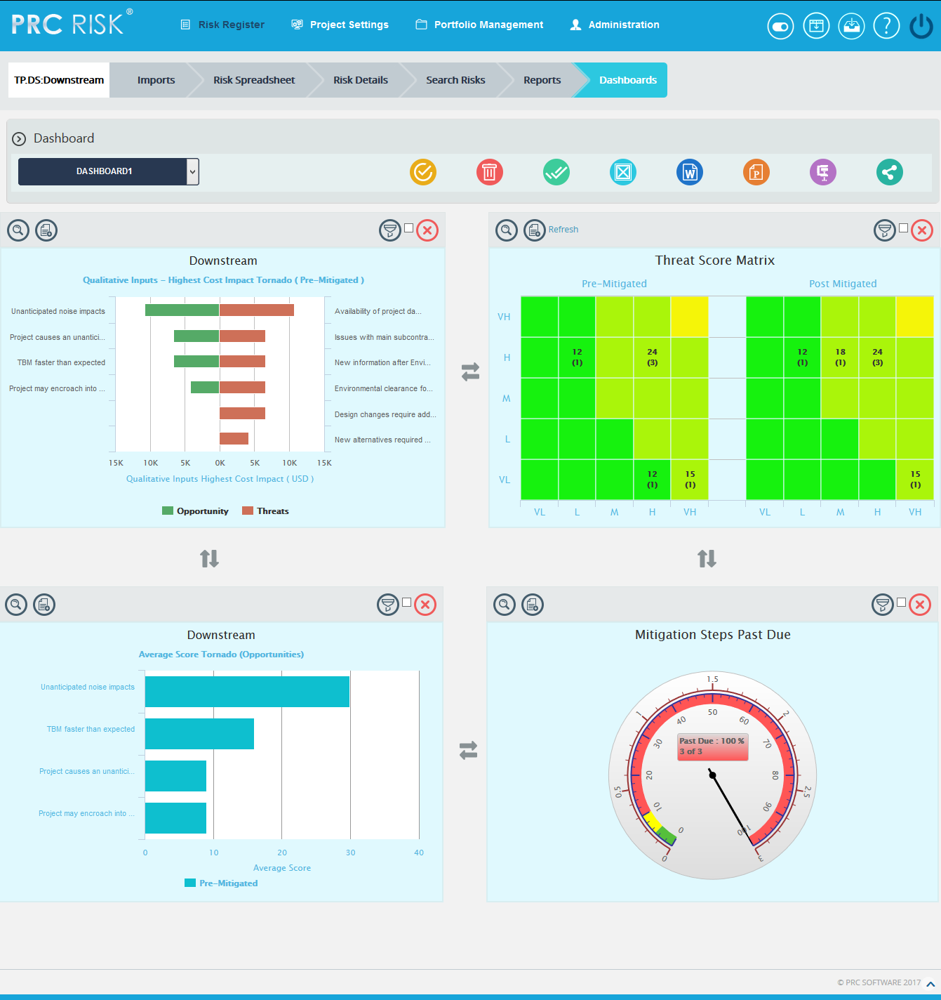 PRC RISK®
Risk Register
Project Settings
Portfolio Management
Administration
TP.DS:Downstream
Imports
Risk Spreadsheet
Risk Details
Search Risks
Reports
Dashboards
Dashboard
DASHBOARD1
W
P
Downstream
Qualitative Inputs - Highest Cost Impact Tornado ( Pre-Mitigated )
Unanticipated noise impacts
Project causes an unantici...
TBM faster than expected
Project may encroach into ...
Availability of project da...
Issues with main subcontra...
New information after Envi...
Environmental clearance fo...
Design changes require add...
New alternatives required ...
15K 10K 5K 0K 5K 10K 15K
Qualitative Inputs Highest Cost Impact ( USD )
Opportunity Threats
Refresh
Threat Score Matrix
Pre-Mitigated Post Mitigated
VH
H 12 24 12 18 24
(1) (3) (1) (1) (3)
M
L
VL 12 15 15
(1) (1) (1)
VL L M H VH VL L M H VH
Downstream
Average Score Tornado (Opportunities)
Unanticipated noise impacts
TBM faster than expected
Project causes an unantici...
Project may encroach into ...
0 10 20 30 40
Average Score
Pre-Mitigated
Mitigation Steps Past Due
0 0.5 1 1.5 2 2.5 3
0 10 20 30 40 50 60 70 80 90 100
Past Due : 100 %
3 of 3
© PRC SOFTWARE 2017